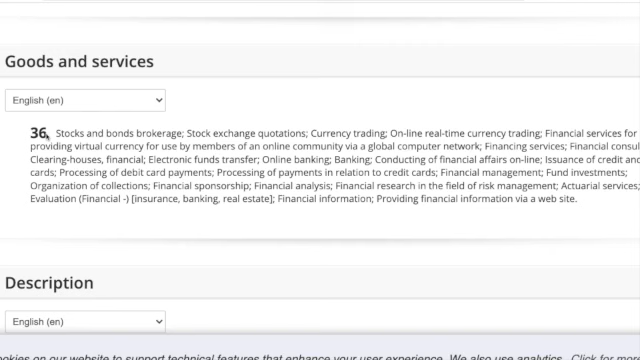 Goods and services
English (en)
36 Stocks and bonds brokerage; Stock exchange quotations; Currency trading; On-line real-time currency trading; Financial services for
providing virtual currency for use by members of an online community via a global computer network; Financing services; Financial
Clearing-houses, financial; Electronic funds transfer; Online banking; Banking; Conducting of financial affairs on-line; Issuance of credit and
cards; Processing of debit card payments; Processing of payments in relation to credit cards; Financial management; Fund investments;
Organization of collections; Financial sponsorship; Financial analysis; Financial research in the field of risk management; Actuarial services;
Evaluation (Financial -) [insurance, banking, real estate]; Financial information; Providing financial information via a web site.
Description
English (en)
on our website to support technical features that enhance your user experience. We also use analytics. Click for more